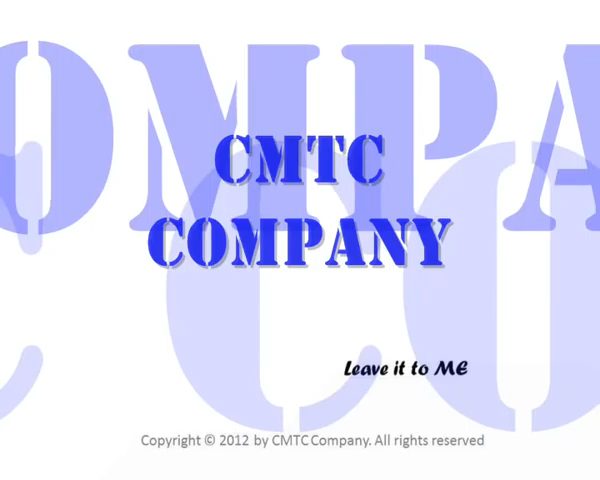 CMTC
COMPANY
Leave it to ME
Copyright © 2012 by CMTC Company. All rights reserved